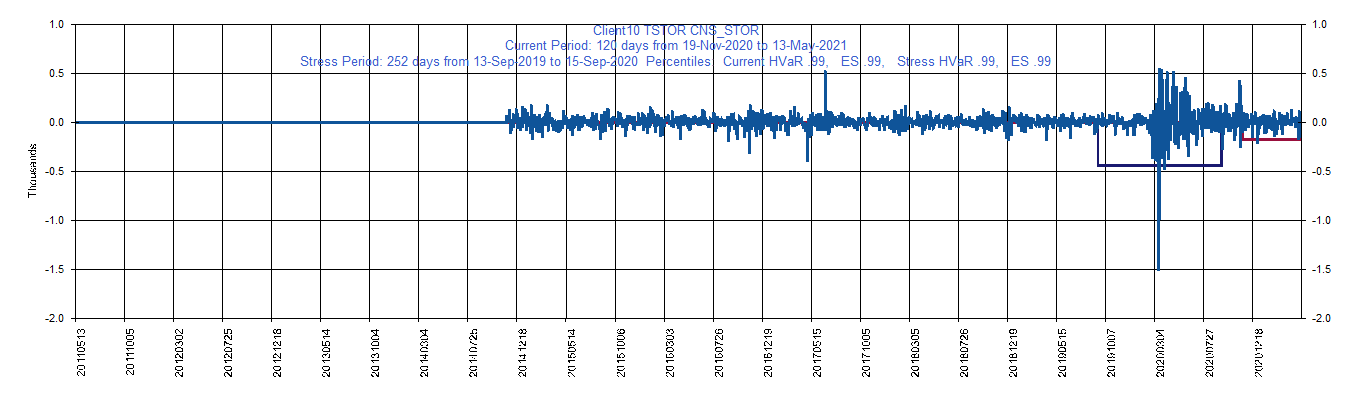 Client10 TSTOR CNS_STOR
Current Period: 120 days from 19-Nov-2020 to 13-May-2021
Stress Period: 252 days from 13-Sep-2019 to 15-Sep-2020 Percentiles: Current HVaR .99, ES .99, Stress HVaR .99, ES .99
1.0 1.0
0.5 0.5
0.0 0.0
Thousands
-0.5 -0.5
-1.0 -1.0
-1.5 -1.5
-2.0 -2.0
20110513 20111005 20120302 20120725 20121218 20130514 20131004 20140304 20140725 20141218 20150514 20151006 20160303 20160726 20161219 20170515 20171005 20180305 20180726 20181219 20190515 20191007 20200301 20200727 20201218